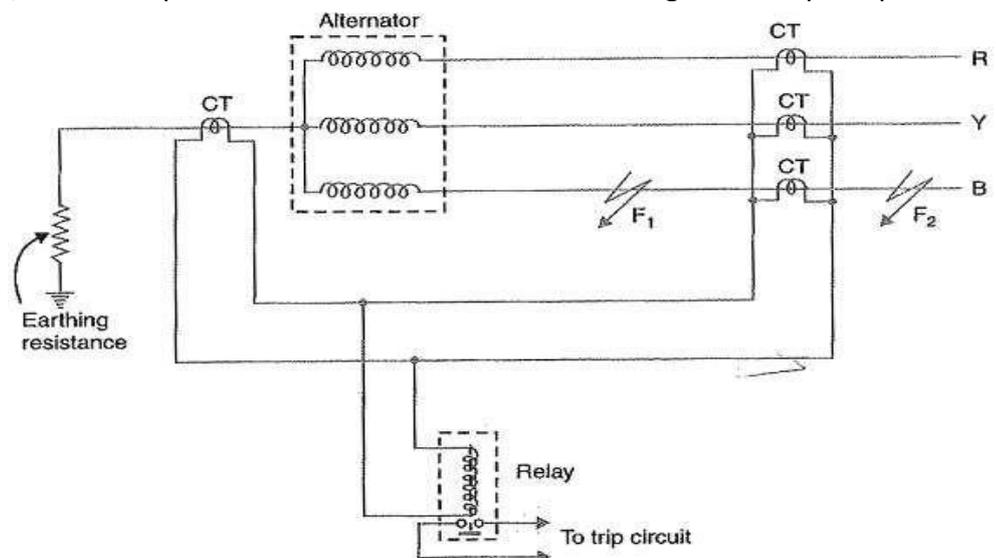 Alternator
CT
R
CT
CT
Y
CT
B
F1
F2
Earthing
resistance
Relay
To trip circuit